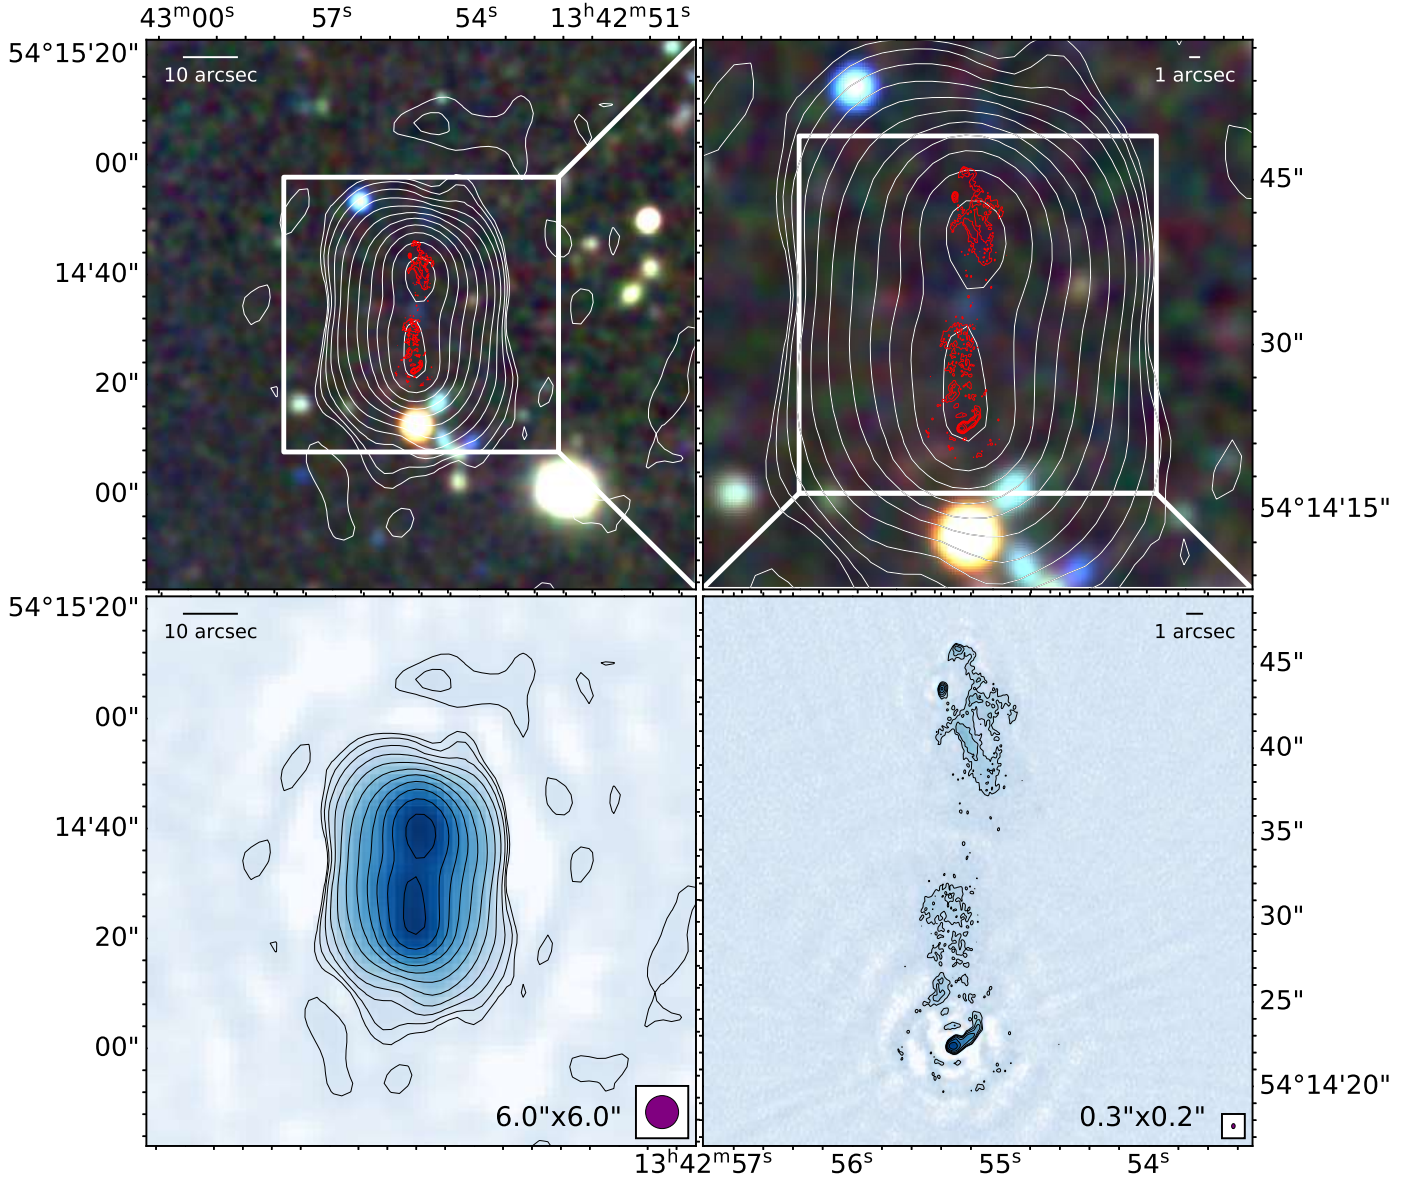 43ᵐ00ˢ 57ˢ 54ˢ 13ʰ42ᵐ51ˢ
54°15'20"
00"
14'40"
20"
00"
10 arcsec
1 arcsec
45"
30"
54°14'15"
54°15'20"
00"
14'40"
20"
00"
10 arcsec
6.0"x6.0"
1 arcsec
45"
40"
35"
30"
25"
54°14'20"
0.3"x0.2"
13ʰ42ᵐ57ˢ 56ˢ 55ˢ 54ˢ